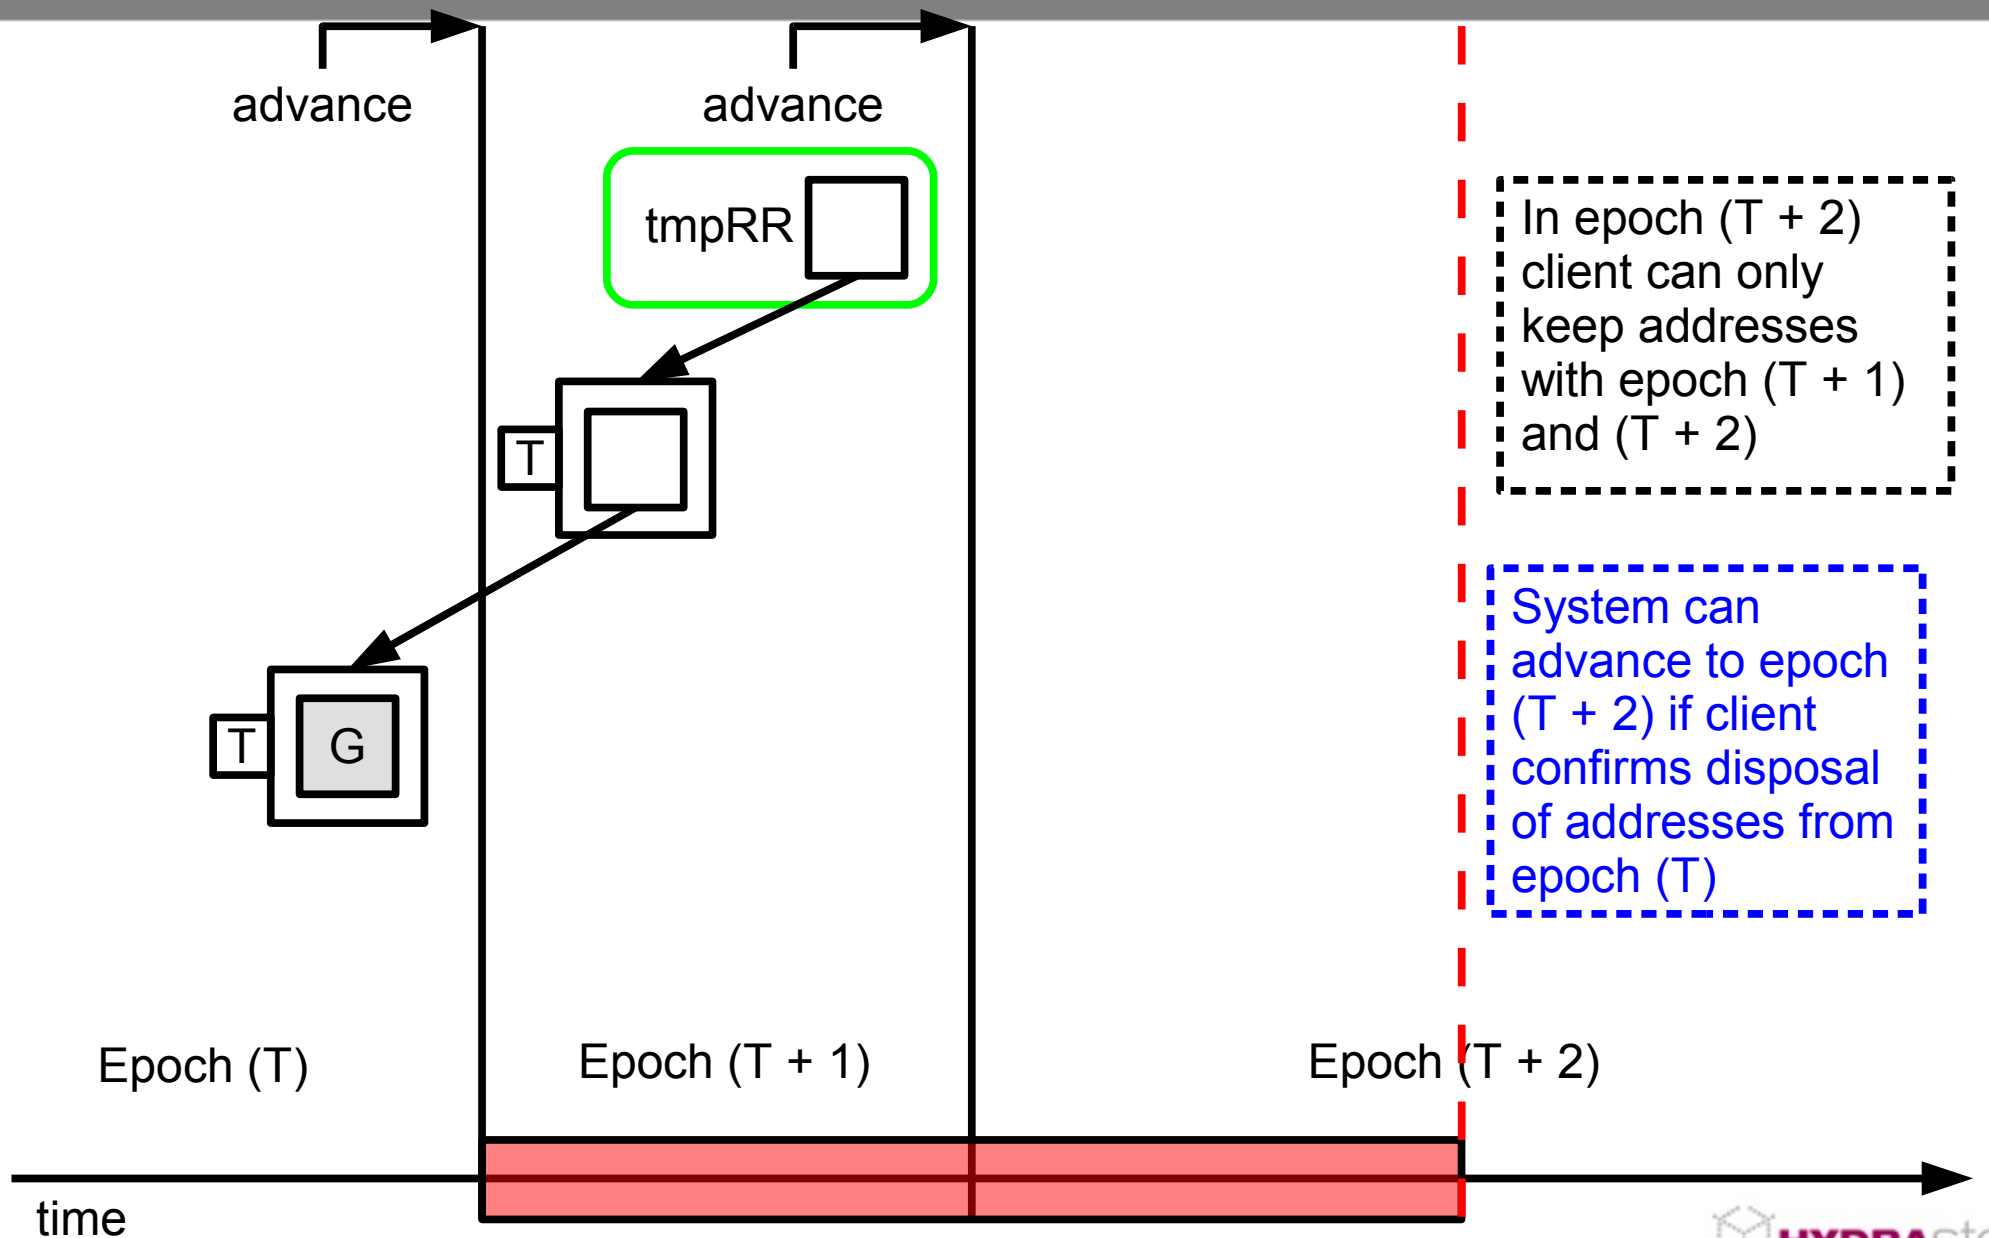 advance
advance
tmpRR
In epoch (T + 2)
client can only
keep addresses
with epoch (T + 1)
and (T + 2)
T
System can
advance to epoch
(T + 2) if client
confirms disposal
of addresses from
epoch (T)
T
G
Epoch (T)
Epoch (T + 1)
Epoch (T + 2)
time